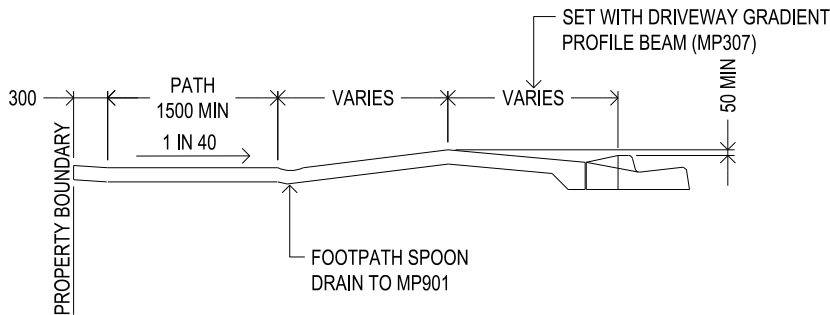 SET WITH DRIVEWAY GRADIENT
PROFILE BEAM (MP307)
300
PATH
1500 MIN
VARIES
VARIES
50 MIN
1 IN 40
PROPERTY BOUNDARY
FOOTPATH SPOON
DRAIN TO MP901